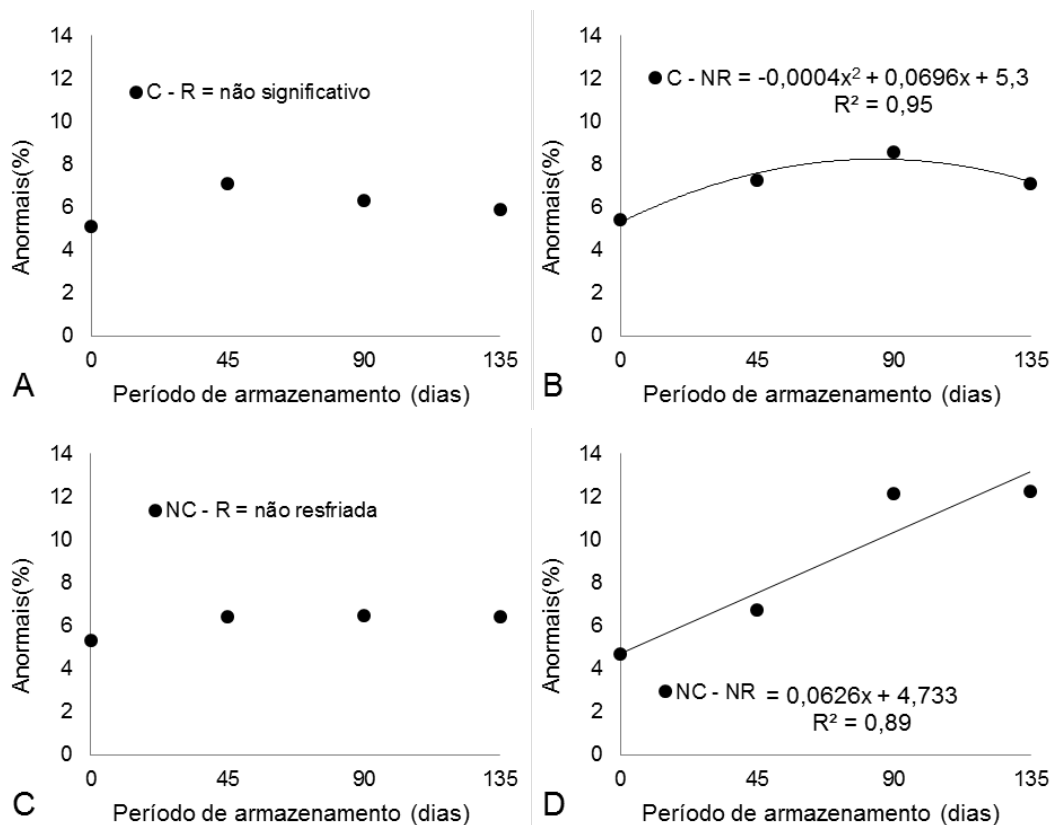 14
12
10
8
6
4
2
0
Anormais(%)
C - R = não significativo
0 45 90 135
Período de armazenamento (dias)
A
14
12
10
8
6
4
2
0
Anormais(%)
C - NR = -0,0004x² + 0,0696x + 5,3
R² = 0,95
0 45 90 135
Período de armazenamento (dias)
B
14
12
10
8
6
4
2
0
Anormais(%)
NC - R = não resfriada
0 45 90 135
Período de armazenamento (dias)
C
14
12
10
8
6
4
2
0
Anormais(%)
NC - NR = 0,0626x + 4,733
R² = 0,89
0 45 90 135
Período de armazenamento (dias)
D